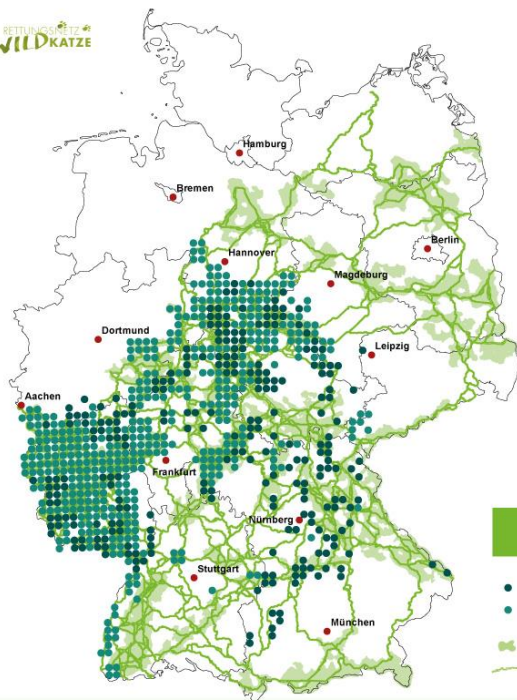 RETTUNGSNETZ
WILDKATZE
Hamburg
Bremen
Berlin
Hannover
Magdeburg
Dortmund
Leipzig
Aachen
Frankfurt
Nürnberg
Stuttgart
München